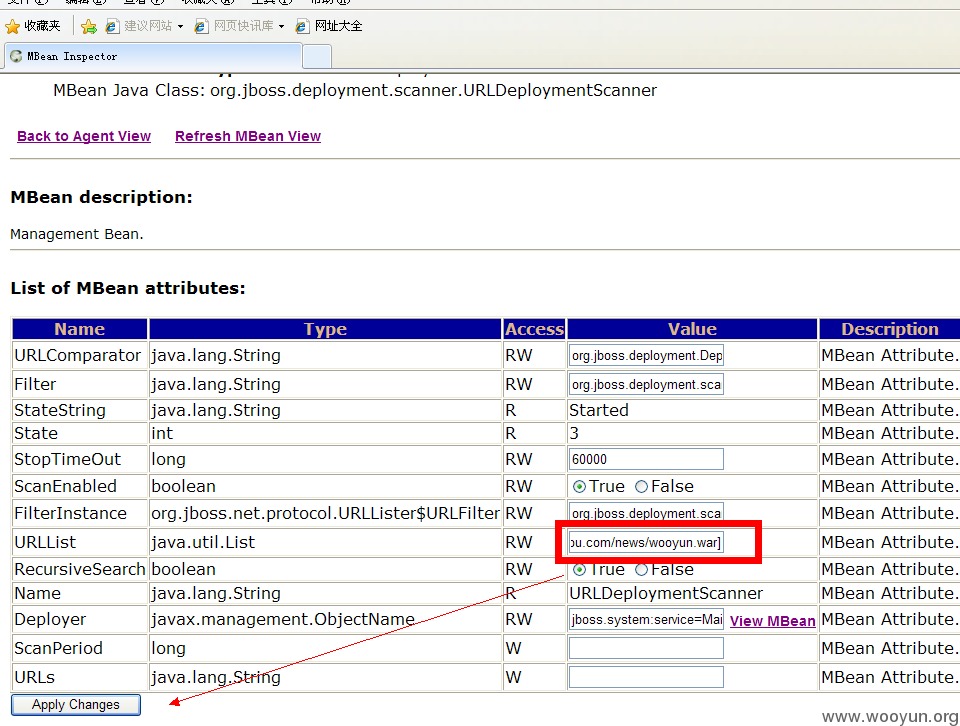 收藏夹 建议网站 网页快讯库 网址大全
MBean Inspector
MBean Java Class: org.jboss.deployment.scanner.URLDeploymentScanner
Back to Agent View Refresh MBean View
MBean description:
Management Bean.
List of MBean attributes:
Name Type Access Value Description
URLComparator java.lang.String RW org.jboss.deployment.Dep MBean Attribute.
Filter java.lang.String RW org.jboss.deployment.sca MBean Attribute.
StateString java.lang.String R Started MBean Attribute.
State int R 3 MBean Attribute.
StopTimeOut long RW 60000 MBean Attribute.
ScanEnabled boolean RW True False MBean Attribute.
FilterInstance org.jboss.net.protocol.URLLister$URLFilter RW org.jboss.deployment.sca MBean Attribute.
URLList java.util.List RW ou.com/news/wooyun.war] MBean Attribute.
RecursiveSearch boolean RW True False MBean Attribute.
Name java.lang.String R URLDeploymentScanner MBean Attribute.
Deployer javax.management.ObjectName RW jboss.system:service=Mai View MBean MBean Attribute.
ScanPeriod long W MBean Attribute.
URLs java.lang.String W MBean Attribute.
Apply Changes
www.wooyun.org